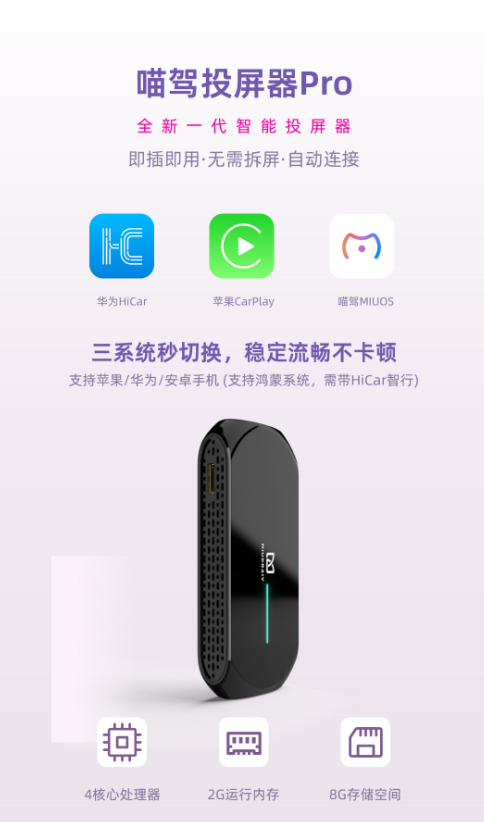 喵驾投屏器Pro
全新一代智能投屏器
即插即用·无需拆屏·自动连接
HC
华为HiCar
苹果CarPlay
喵驾MIUOS
三系统秒切换，稳定流畅不卡顿
支持苹果/华为/安卓手机 (支持鸿蒙系统，需带HiCar智行)
4核心处理器
2G运行内存
8G存储空间